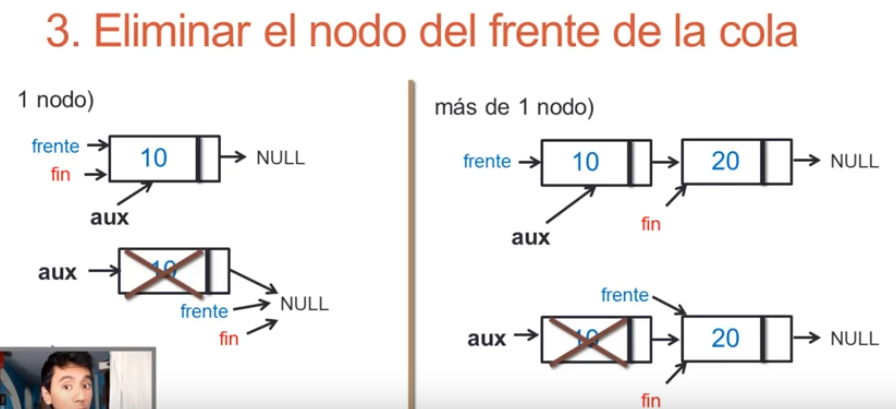 3. Eliminar el nodo del frente de la cola
1 nodo)
frente
fin
10
NULL
aux
aux
10
frente
NULL
fin
más de 1 nodo)
frente
10
20
NULL
aux
fin
frente
aux
10
20
NULL
fin